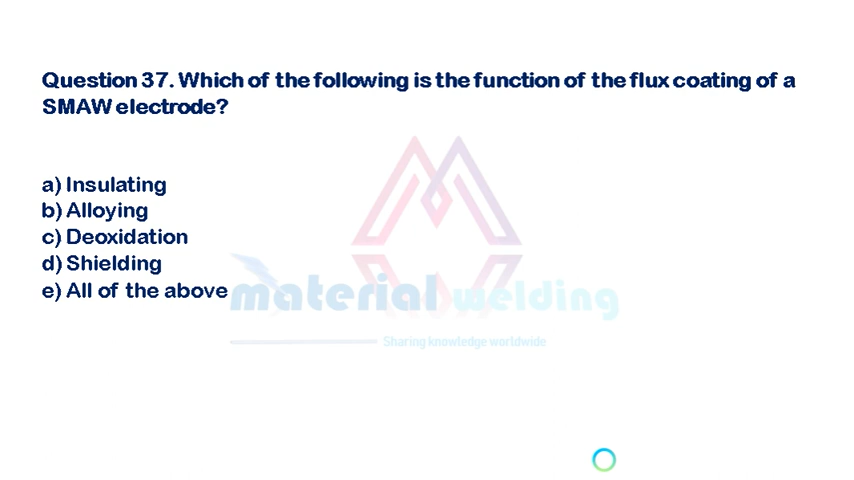 Question 37. Which of the following is the function of the flux coating of a
SMAW electrode?
a) Insulating
b) Alloying
c) Deoxidation
d) Shielding
e) All of the above
material welding
Sharing knowledge worldwide